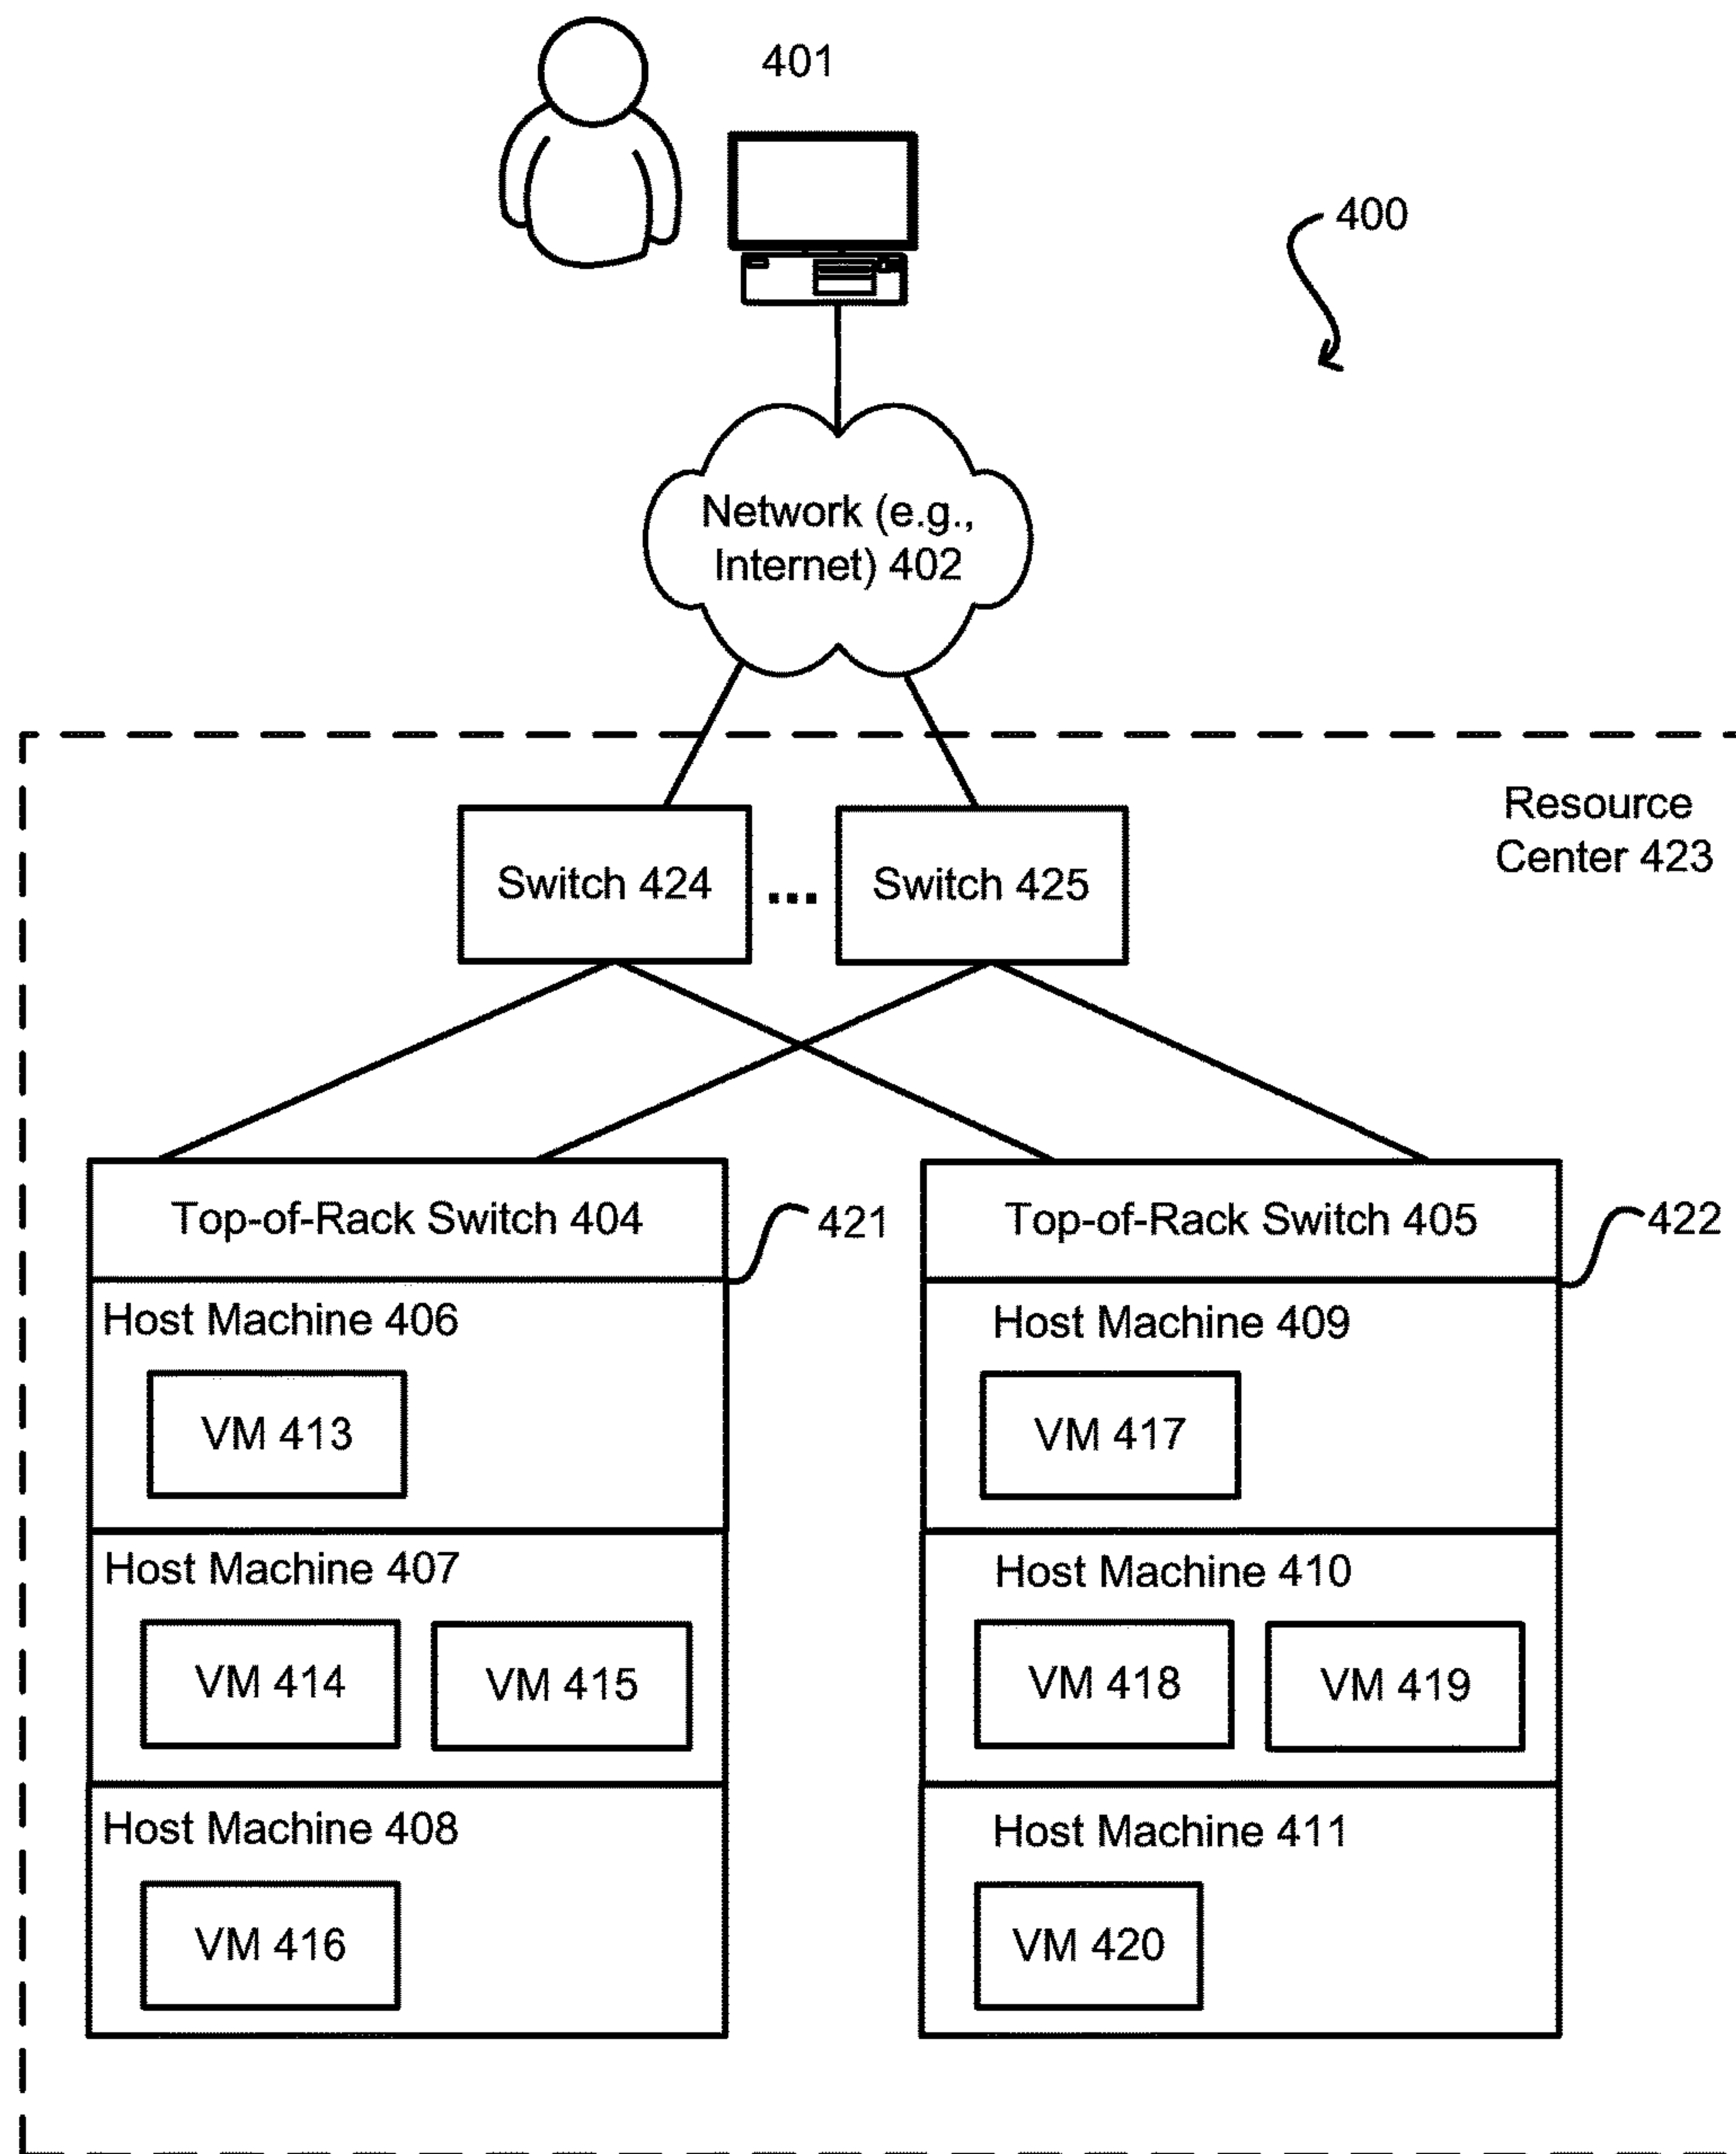 401
400
Network (e.g.,
Internet) 402
Resource
Center 423
Switch 424
...
Switch 425
Top-of-Rack Switch 404
421
Top-of-Rack Switch 405
422
Host Machine 406
VM 413
Host Machine 409
VM 417
Host Machine 407
VM 414
VM 415
Host Machine 410
VM 418
VM 419
Host Machine 408
VM 416
Host Machine 411
VM 420